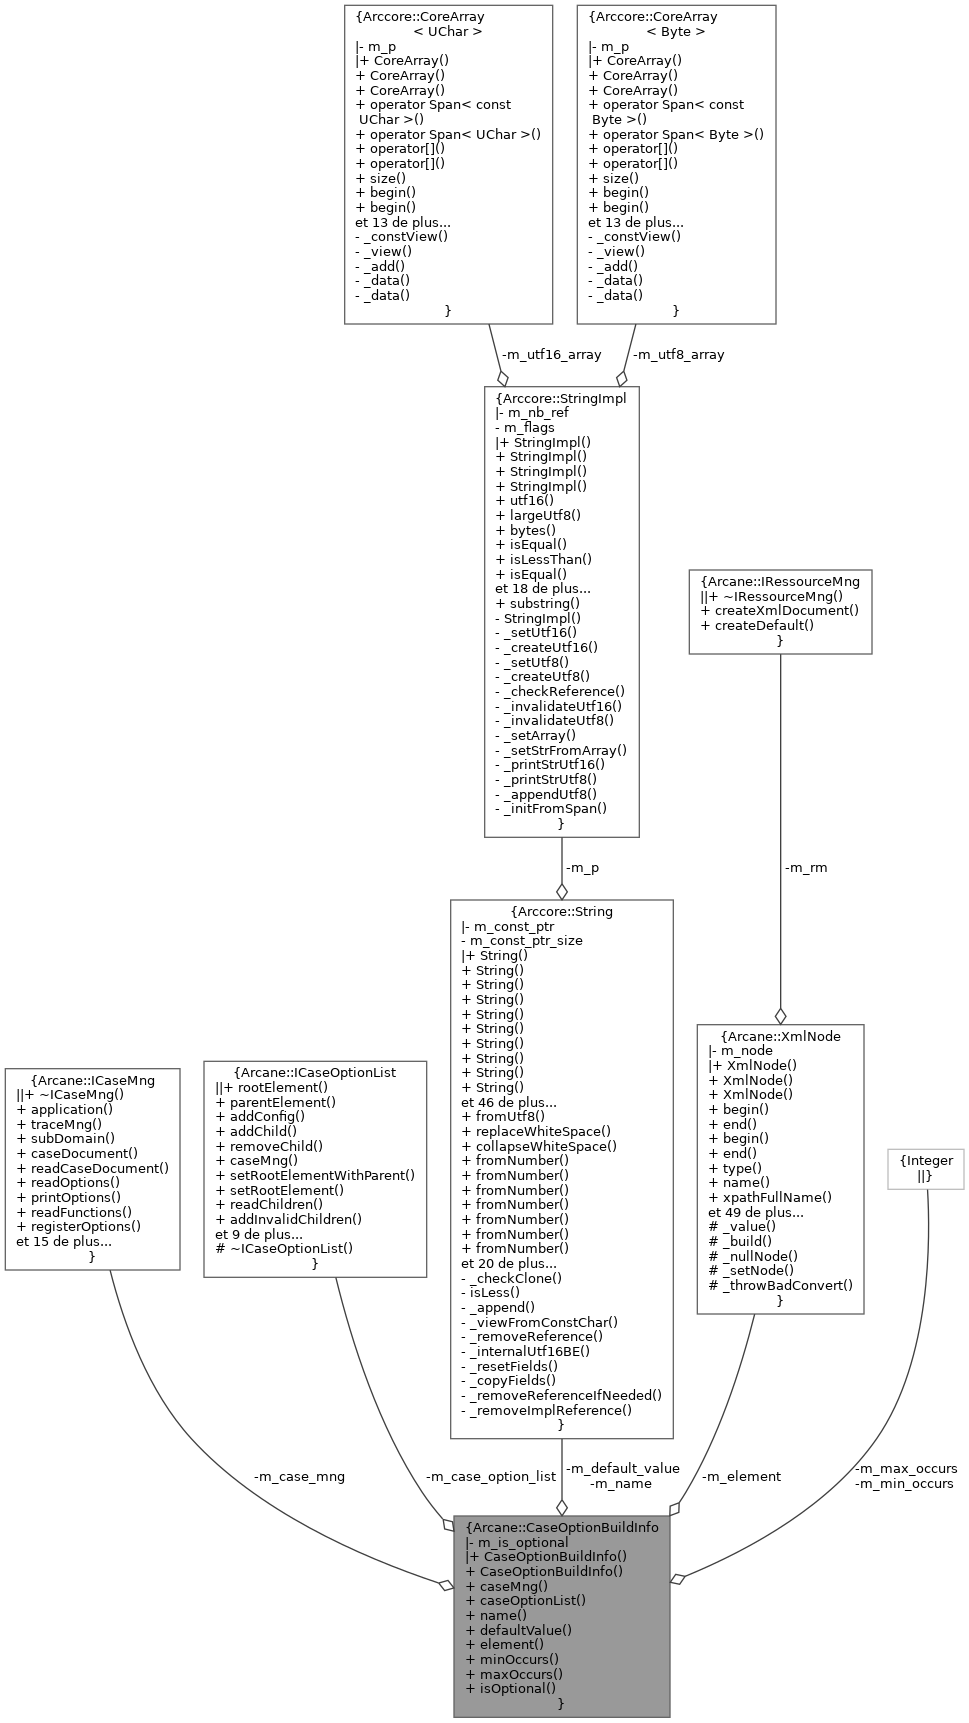 {Arccore::CoreArray
< UChar >
|- m_p
|+ CoreArray()
+ CoreArray()
+ CoreArray()
+ operator Span< const
UChar >()
+ operator Span< UChar >()
+ operator[]()
+ operator[]()
+ size()
+ begin()
+ begin()
et 13 de plus...
- _constView()
- _view()
- _add()
- _data()
- _data()
}
{Arccore::CoreArray
< Byte >
|- m_p
|+ CoreArray()
+ CoreArray()
+ CoreArray()
+ operator Span< const
Byte >()
+ operator Span< Byte >()
+ operator[]()
+ operator[]()
+ size()
+ begin()
+ begin()
et 13 de plus...
- _constView()
- _view()
- _add()
- _data()
- _data()
}
-m_utf16_array
-m_utf8_array
{Arccore::StringImpl
|- m_nb_ref
- m_flags
|+ StringImpl()
+ StringImpl()
+ StringImpl()
+ StringImpl()
+ utf16()
+ largeUtf8()
+ bytes()
+ isEqual()
+ isLessThan()
+ isEqual()
et 18 de plus...
+ substring()
- StringImpl()
- _setUtf16()
- _createUtf16()
- _setUtf8()
- _createUtf8()
- _checkReference()
- _invalidateUtf16()
- _invalidateUtf8()
- _setArray()
- _setStrFromArray()
- _printStrUtf16()
- _printStrUtf8()
- _appendUtf8()
- _initFromSpan()
}
{Arcane::IRessourceMng
||+ ~IRessourceMng()
+ createXmlDocument()
+ createDefault()
}
-m_p
-m_rm
{Arccore::String
|- m_const_ptr
- m_const_ptr_size
|+ String()
+ String()
+ String()
+ String()
+ String()
+ String()
+ String()
+ String()
+ String()
+ String()
et 46 de plus...
+ fromUtf8()
+ replaceWhiteSpace()
+ collapseWhiteSpace()
+ fromNumber()
+ fromNumber()
+ fromNumber()
+ fromNumber()
+ fromNumber()
+ fromNumber()
+ fromNumber()
et 20 de plus...
- _checkClone()
- isLess()
- _append()
- _viewFromConstChar()
- _removeReference()
- _internalUtf16BE()
- _resetFields()
- _copyFields()
- _removeReferenceIfNeeded()
- _removeImplReference()
}
{Arcane::XmlNode
|- m_node
|+ XmlNode()
+ XmlNode()
+ XmlNode()
+ begin()
+ end()
+ begin()
+ end()
+ type()
+ name()
+ xpathFullName()
et 49 de plus...
# _value()
# _build()
# _nullNode()
# _setNode()
# _throwBadConvert()
}
{Arcane::ICaseMng
||+ ~ICaseMng()
+ application()
+ traceMng()
+ subDomain()
+ caseDocument()
+ readCaseDocument()
+ readOptions()
+ printOptions()
+ readFunctions()
+ registerOptions()
et 15 de plus...
}
{Arcane::ICaseOptionList
||+ rootElement()
+ parentElement()
+ addConfig()
+ addChild()
+ removeChild()
+ caseMng()
+ setRootElementWithParent()
+ setRootElement()
+ readChildren()
+ addInvalidChildren()
et 9 de plus...
# ~ICaseOptionList()
}
{Integer
||}
-m_case_mng
-m_case_option_list
-m_default_value
-m_name
-m_element
-m_max_occurs
-m_min_occurs
{Arcane::CaseOptionBuildInfo
|- m_is_optional
|+ CaseOptionBuildInfo()
+ CaseOptionBuildInfo()
+ caseMng()
+ caseOptionList()
+ name()
+ defaultValue()
+ element()
+ minOccurs()
+ maxOccurs()
+ isOptional()
}